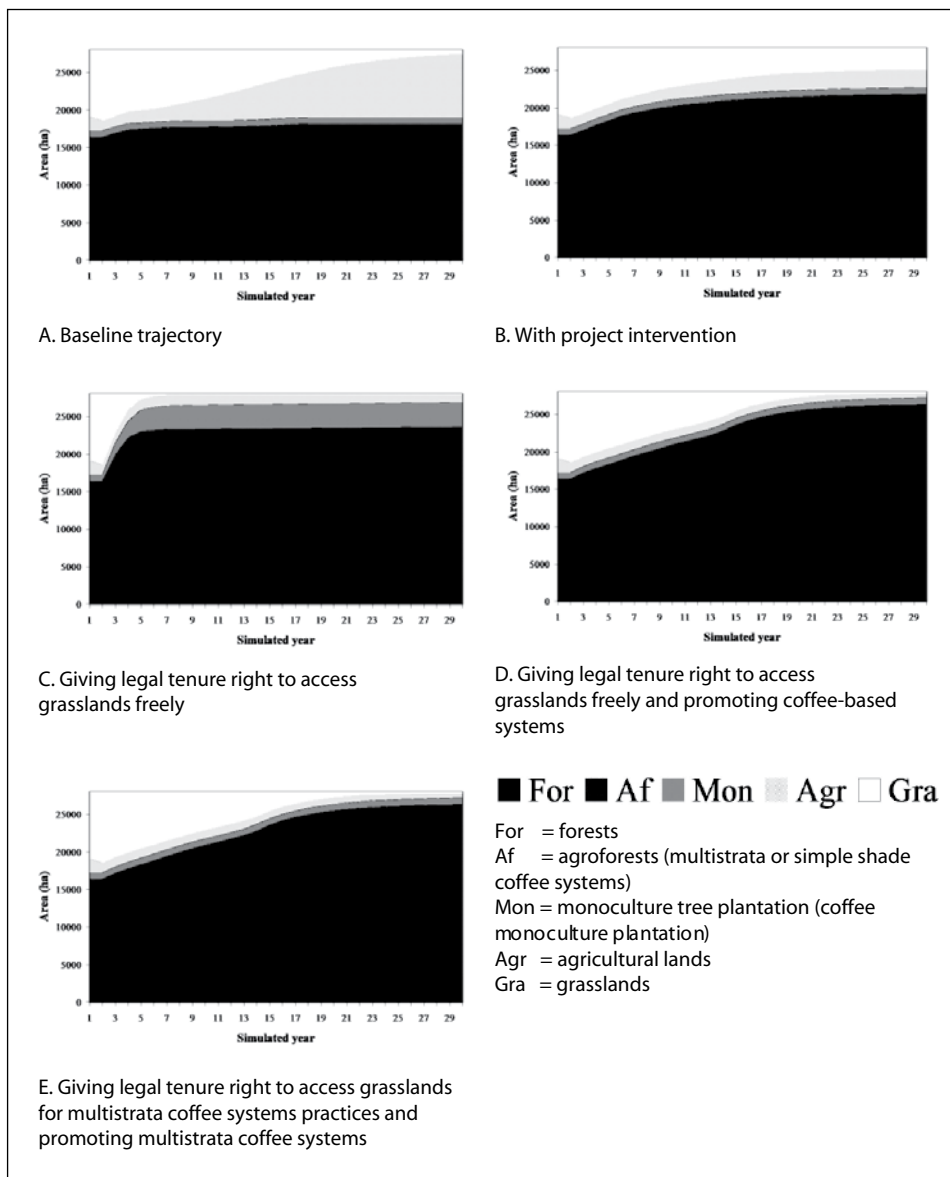 25000
20000
15000
10000
5000
0
Area (ha)
1 3 5 7 9 11 13 15 17 19 21 23 25 27 29
Simulated year
A. Baseline trajectory
25000
20000
15000
10000
5000
0
Area (ha)
1 3 5 7 9 11 13 15 17 19 21 23 25 27 29
Simulated year
B. With project intervention
25000
20000
15000
10000
5000
0
Area (ha)
1 3 5 7 9 11 13 15 17 19 21 23 25 27 29
Simulated year
C. Giving legal tenure right to access
grasslands freely
25000
20000
15000
10000
5000
0
Area (ha)
1 3 5 7 9 11 13 15 17 19 21 23 25 27 29
Simulated year
D. Giving legal tenure right to access
grasslands freely and promoting coffee-based
systems
25000
20000
15000
10000
5000
0
Area (ha)
1 3 5 7 9 11 13 15 17 19 21 23 25 27 29
Simulated year
E. Giving legal tenure right to access grasslands
for multistrata coffee systems practices and
promoting multistrata coffee systems
For Af Mon Agr Gra
For = forests
Af = agroforests (multistrata or simple shade
coffee systems)
Mon = monoculture tree plantation (coffee
monoculture plantation)
Agr = agricultural lands
Gra = grasslands